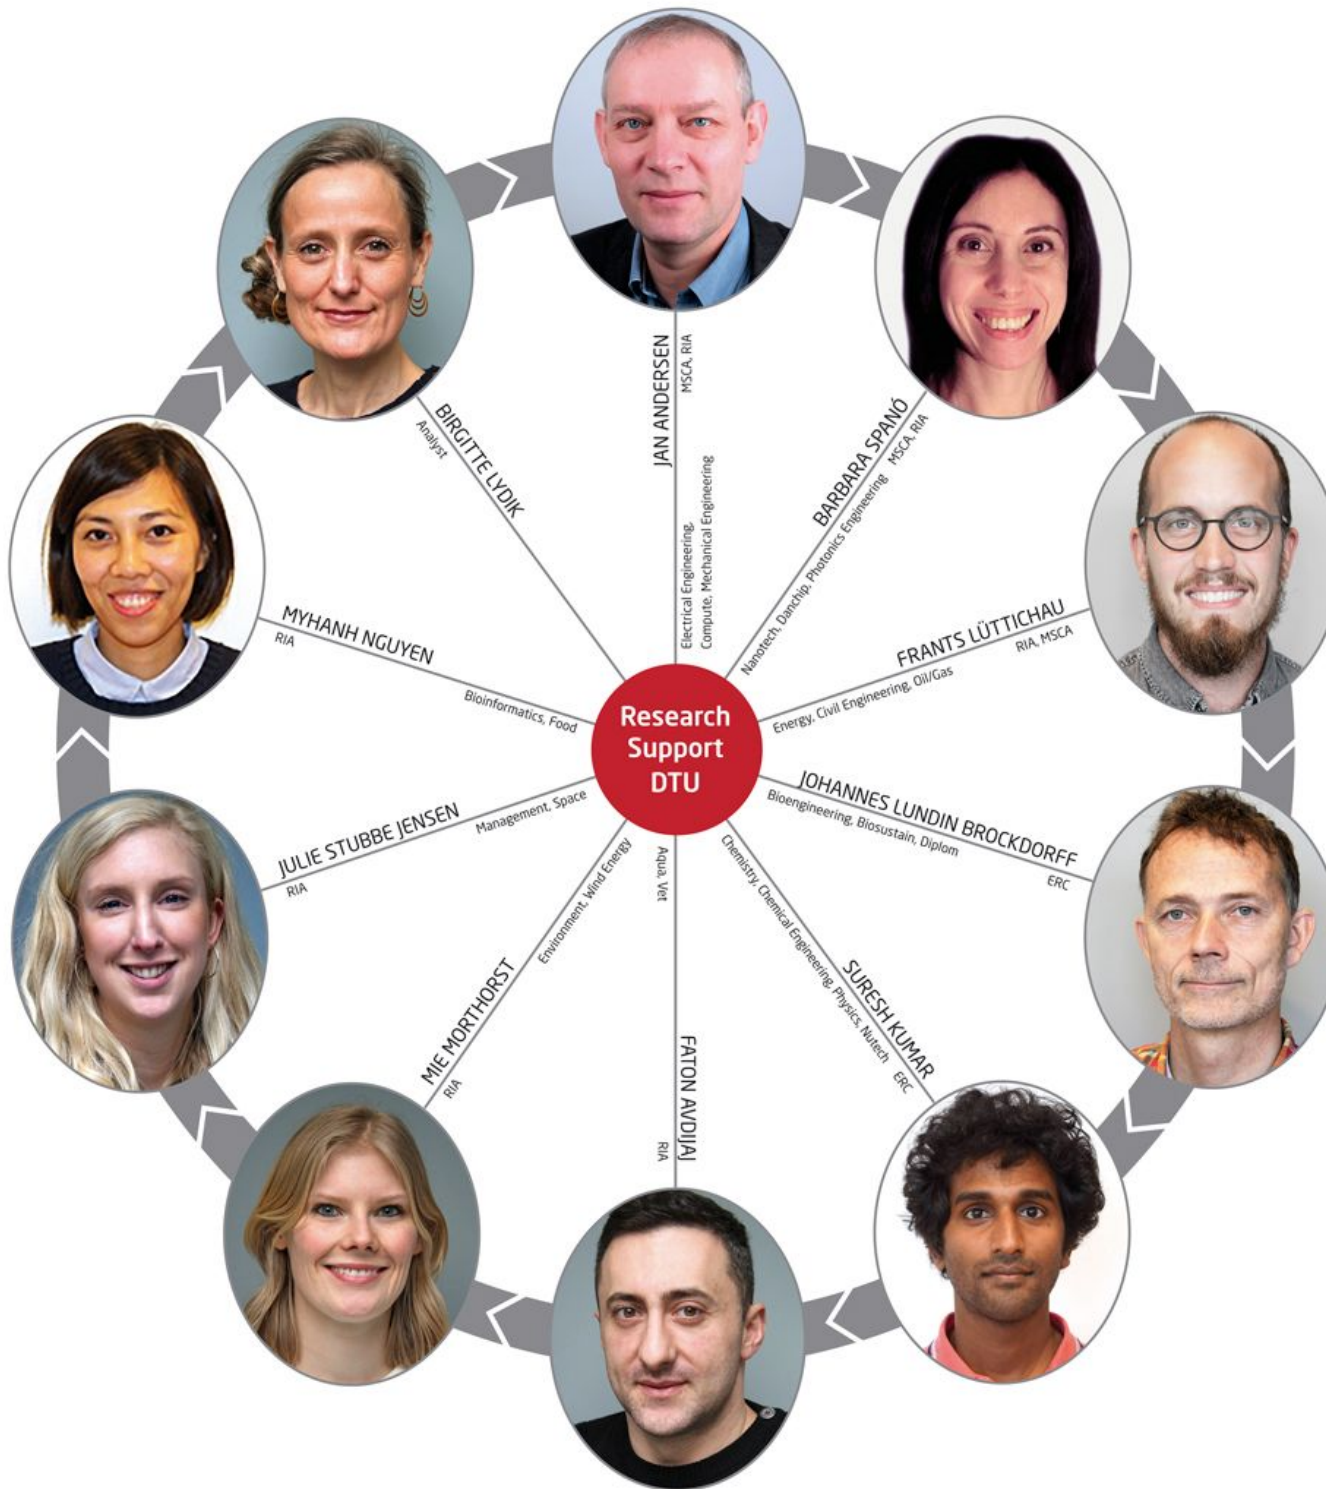 Research
Support
DTU
JAN ANDERSEN
MSCA, RIA
Electrical Engineering,
Compute, Mechanical Engineering
BARBARA SPANÓ
Nanotech, Danchip, Photonics Engineering
MSCA, RIA
FRANTS LÜTTICHAU
RIA, MSCA
Energy, Civil Engineering, Oil/Gas
JOHANNES LUNDIN BROCKDORFF
Bioengineering, Biosustain, Diplom
ERC
SURESH KUMAR
Chemistry, Chemical Engineering, Physics, Nutech
ERC
FATON AVDIJAJ
RIA
Aqua, Vet
MIE MORTHORST
RIA
Environment, Wind Energy
JULIE STUBBE JENSEN
RIA
Management, Space
MYHANH NGUYEN
RIA
Bioinformatics, Food
BIRGITTE LYDIK
Analyst